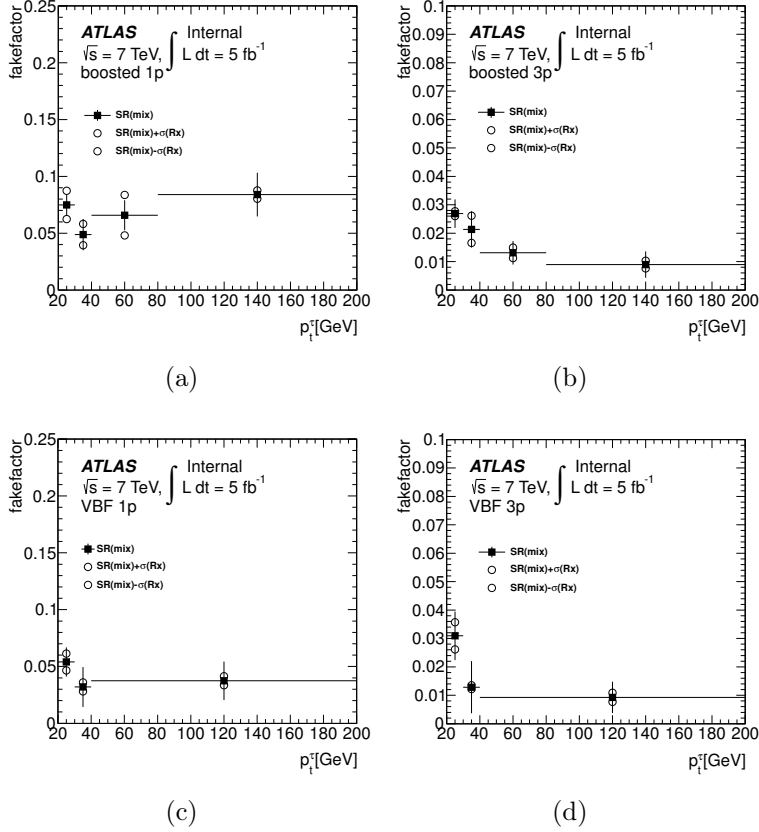 fakefactor
0.25
0.2
0.15
0.1
0.05
0
20 40 60 80 100 120 140 160 180 200
p_t^τ[GeV]
ATLAS Internal
√s = 7 TeV, ∫ L dt = 5 fb⁻¹
boosted 1p
SR(mix)
SR(mix)+σ(Rx)
SR(mix)-σ(Rx)
(a)
fakefactor
0.1
0.09
0.08
0.07
0.06
0.05
0.04
0.03
0.02
0.01
0
20 40 60 80 100 120 140 160 180 200
p_t^τ[GeV]
ATLAS Internal
√s = 7 TeV, ∫ L dt = 5 fb⁻¹
boosted 3p
SR(mix)
SR(mix)+σ(Rx)
SR(mix)-σ(Rx)
(b)
fakefactor
0.25
0.2
0.15
0.1
0.05
0
20 40 60 80 100 120 140 160 180 200
p_t^τ[GeV]
ATLAS Internal
√s = 7 TeV, ∫ L dt = 5 fb⁻¹
VBF 1p
SR(mix)
SR(mix)+σ(Rx)
SR(mix)-σ(Rx)
(c)
fakefactor
0.1
0.09
0.08
0.07
0.06
0.05
0.04
0.03
0.02
0.01
0
20 40 60 80 100 120 140 160 180 200
p_t^τ[GeV]
ATLAS Internal
√s = 7 TeV, ∫ L dt = 5 fb⁻¹
VBF 3p
SR(mix)
SR(mix)+σ(Rx)
SR(mix)-σ(Rx)
(d)